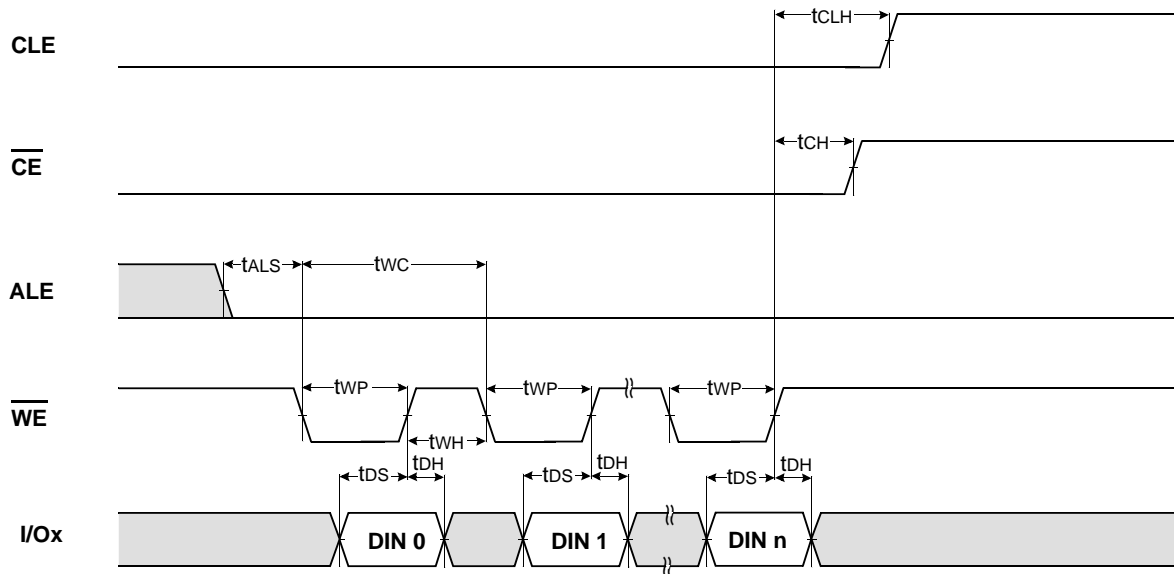 CLE
tCLH
CE
tCH
ALE
tALS
tWC
WE
tWP
tWP
tWP
tWH
tDS
tDH
tDS
tDH
tDS
tDH
I/Ox
DIN 0
DIN 1
DIN n